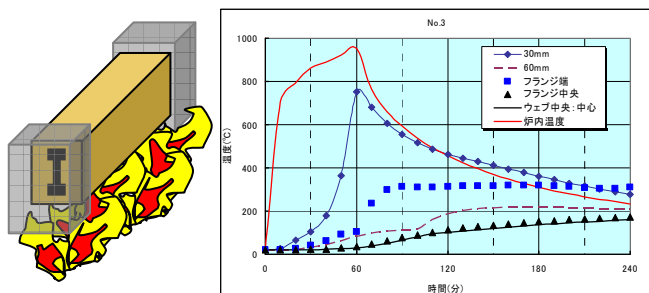 No.3
1000
800
600
400
200
0
温度(℃)
30mm
60mm
フランジ端
フランジ中央
ウェブ中央：中心
炉内温度
0 60 120 180 240
時間(分)